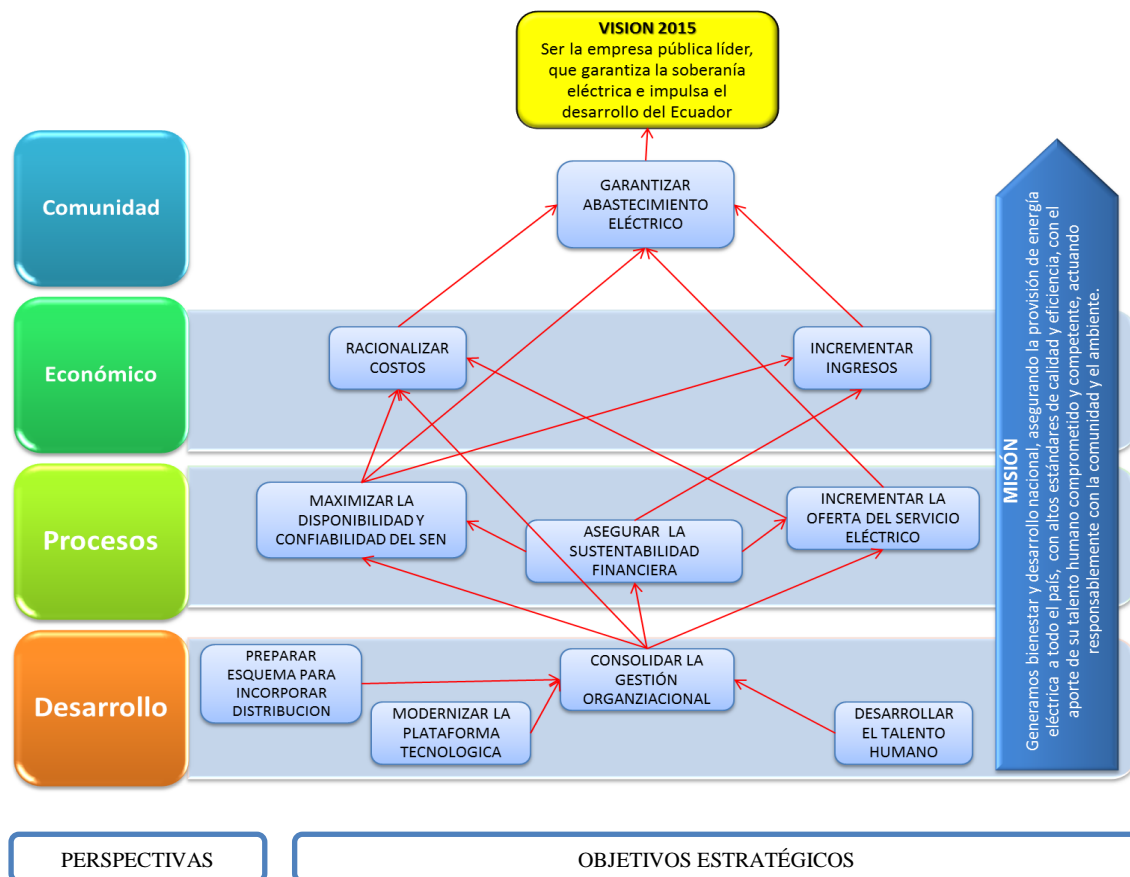 VISION 2015
Ser la empresa pública líder,
que garantiza la soberanía
eléctrica e impulsa el
desarrollo del Ecuador
Comunidad
GARANTIZAR
ABASTECIMIENTO
ELÉCTRICO
Económico
RACIONALIZAR
COSTOS
INCREMENTAR
INGRESOS
Procesos
MAXIMIZAR LA
DISPONIBILIDAD Y
CONFIABILIDAD DEL SEN
ASEGURAR LA
SUSTENTABILIDAD
FINANCIERA
INCREMENTAR LA
OFERTA DEL SERVICIO
ELÉCTRICO
Desarrollo
PREPARAR
ESQUEMA PARA
INCORPORAR
DISTRIBUCION
MODERNIZAR LA
PLATAFORMA
TECNOLOGICA
CONSOLIDAR LA
GESTIÓN
ORGANZIACIONAL
DESARROLLAR
EL TALENTO
HUMANO
MISIÓN
Generamos bienestar y desarrollo nacional, asegurando la provisión de energía
eléctrica a todo el país, con altos estándares de calidad y eficiencia, con el
aporte de su talento humano comprometido y competente, actuando
responsablemente con la comunidad y el ambiente.
PERSPECTIVAS
OBJETIVOS ESTRATÉGICOS